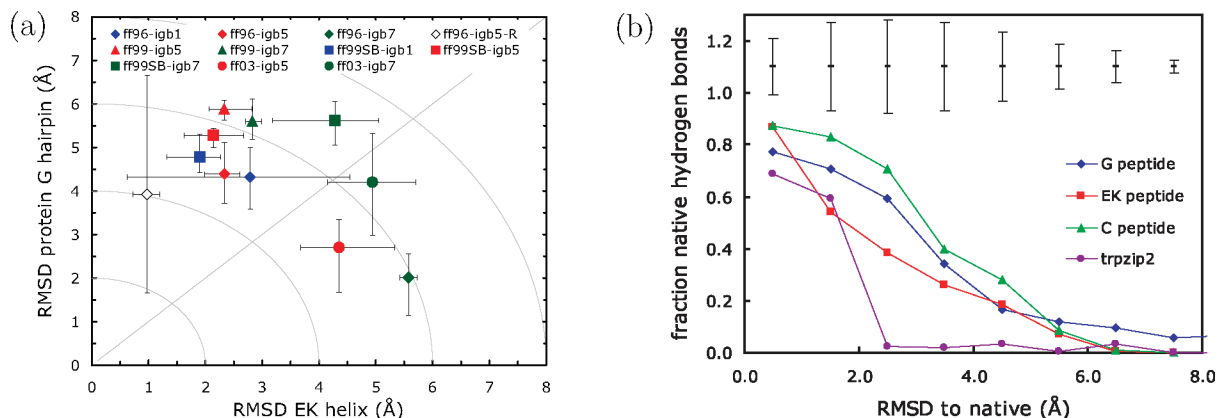 (a)
ff96-igb1 ff96-igb5 ff96-igb7 ff96-igb5-R
ff99-igb5 ff99-igb7 ff99SB-igb1 ff99SB-igb5
ff99SB-igb7 ff03-igb5 ff03-igb7
RMSD protein G hairpin (Å)
8
7
6
5
4
3
2
1
0
0 1 2 3 4 5 6 7 8
RMSD EK helix (Å)
(b)
fraction native hydrogen bonds
1.2
1.0
0.8
0.6
0.4
0.2
0.0
G peptide
EK peptide
C peptide
trpzip2
0.0 2.0 4.0 6.0 8.0
RMSD to native (Å)